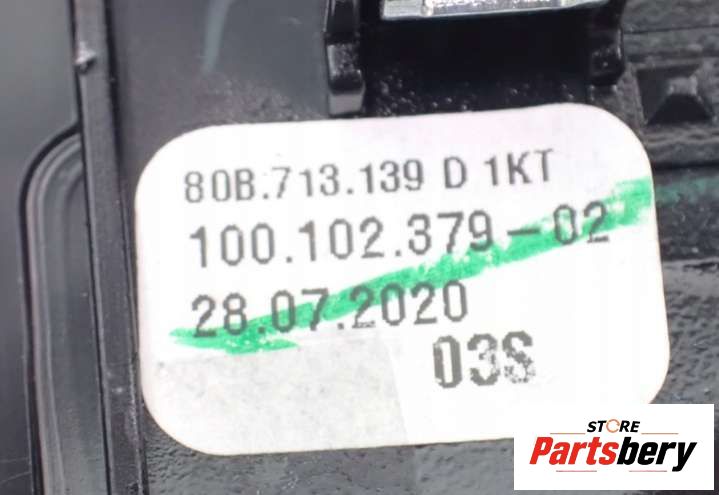 80B.713.139 D 1KT
100.102.379-02
28.07.2020
03S
STORE
Partsbery